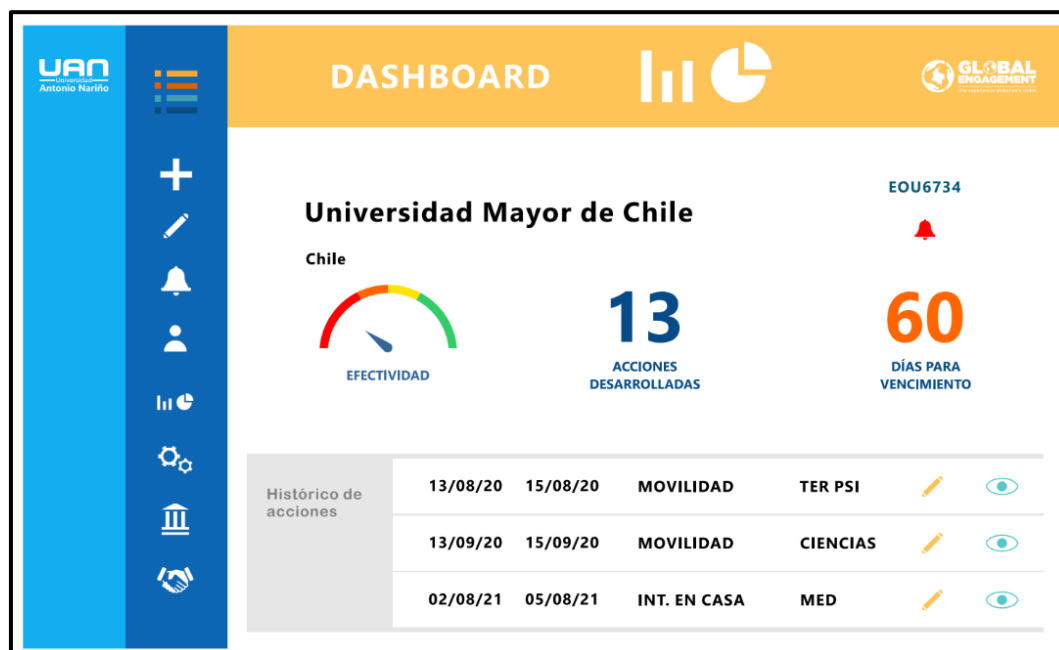 UAN
Universidad
Antonio Nariño
DASHBOARD
GLOBAL
ENGAGEMENT
EOU6734
Universidad Mayor de Chile
Chile
EFECTIVIDAD
13
ACCIONES
DESARROLLADAS
60
DÍAS PARA
VENCIMIENTO
Histórico de
acciones
13/08/20 15/08/20 MOVILIDAD TER PSI
13/09/20 15/09/20 MOVILIDAD CIENCIAS
02/08/21 05/08/21 INT. EN CASA MED